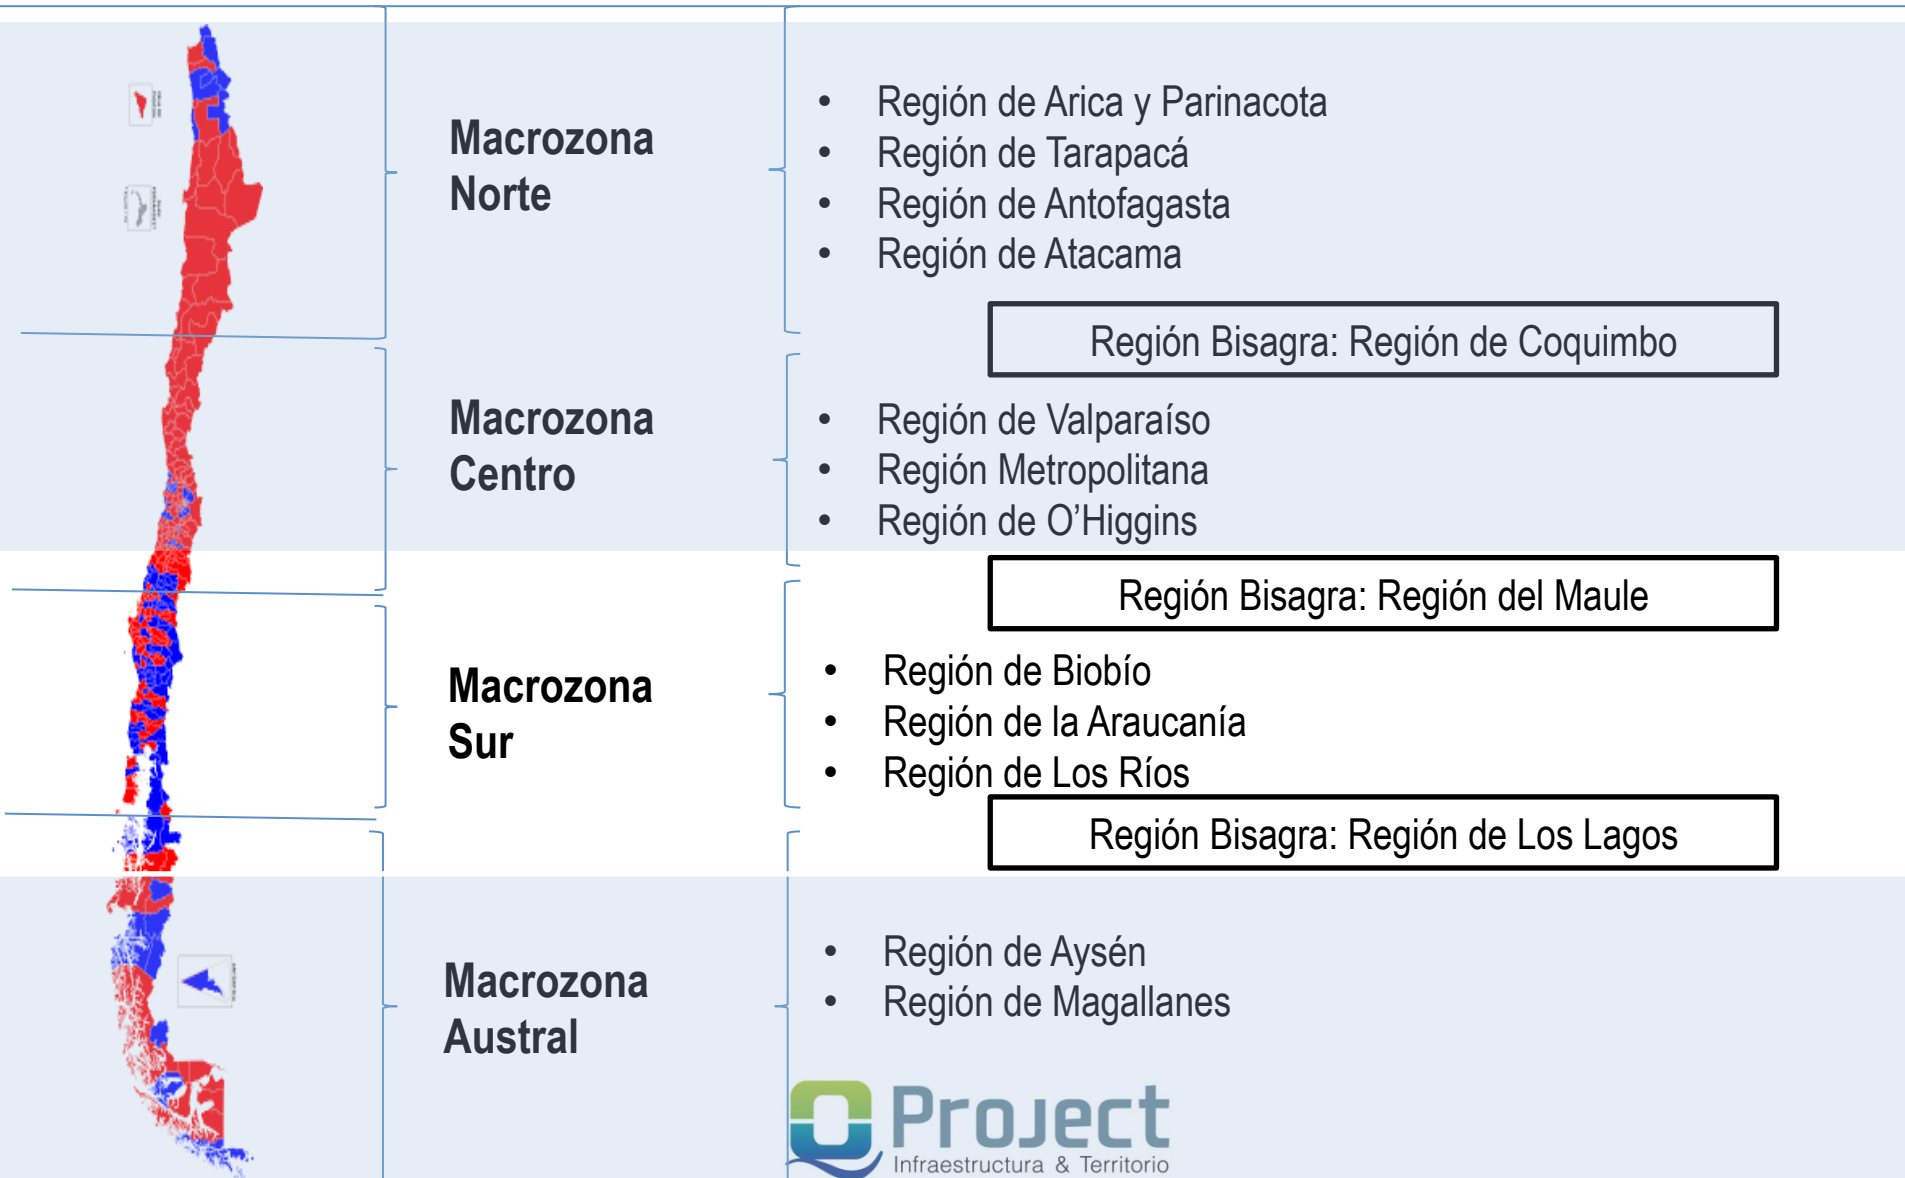 Macrozona
Norte
• Región de Arica y Parinacota
• Región de Tarapacá
• Región de Antofagasta
• Región de Atacama
Región Bisagra: Región de Coquimbo
Macrozona
Centro
• Región de Valparaíso
• Región Metropolitana
• Región de O’Higgins
Región Bisagra: Región del Maule
Macrozona
Sur
• Región de Biobío
• Región de la Araucanía
• Región de Los Ríos
Región Bisagra: Región de Los Lagos
Macrozona
Austral
• Región de Aysén
• Región de Magallanes
Project
Infraestructura & Territorio